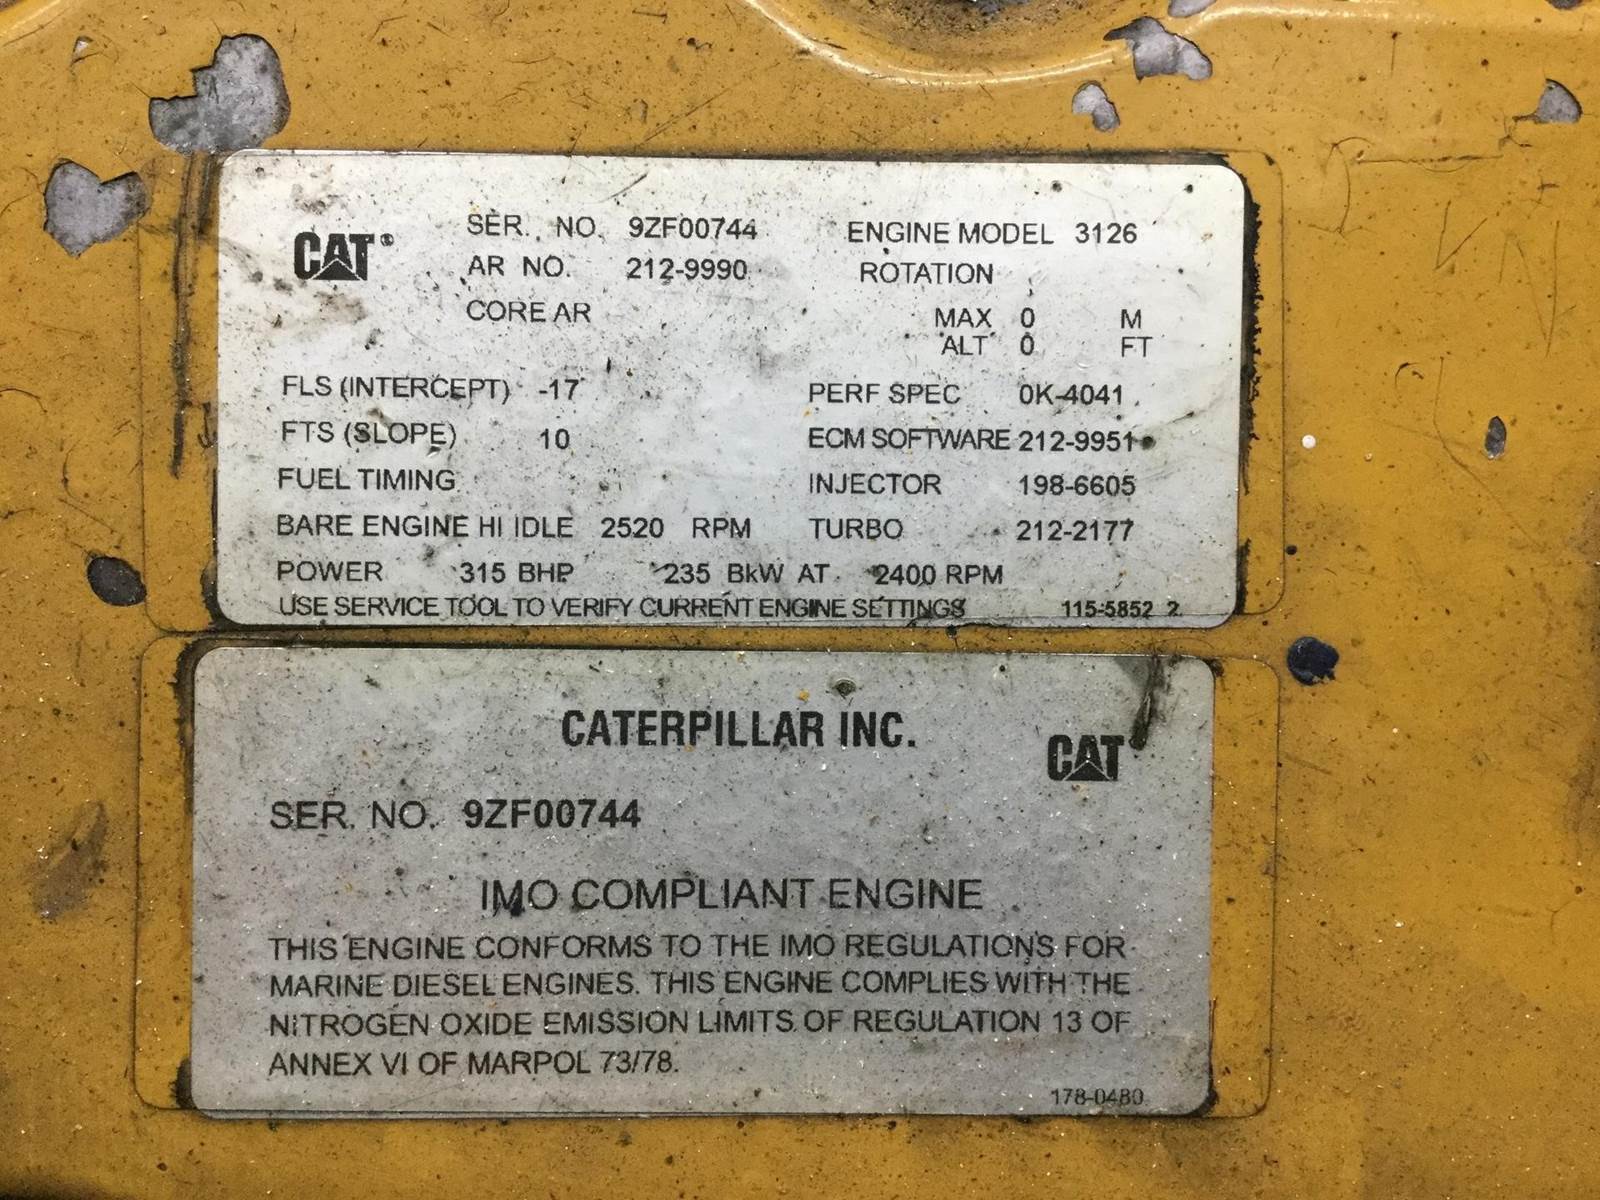 CAT® SER. NO. 9ZF00744 ENGINE MODEL 3126
AR NO. 212-9990 ROTATION
CORE AR MAX 0 M
ALT 0 FT
FLS (INTERCEPT) -17 PERF SPEC 0K-4041
FTS (SLOPE) 10 ECM SOFTWARE 212-9951
FUEL TIMING INJECTOR 198-6605
BARE ENGINE HI IDLE 2520 RPM TURBO 212-2177
POWER 315 BHP 235 BkW AT 2400 RPM
USE SERVICE TOOL TO VERIFY CURRENT ENGINE SETTINGS 115-5852 2
CATERPILLAR INC.
CAT
SER. NO. 9ZF00744
IMO COMPLIANT ENGINE
THIS ENGINE CONFORMS TO THE IMO REGULATIONS FOR
MARINE DIESEL ENGINES. THIS ENGINE COMPLIES WITH THE
NITROGEN OXIDE EMISSION LIMITS OF REGULATION 13 OF
ANNEX VI OF MARPOL 73/78.
178-0480